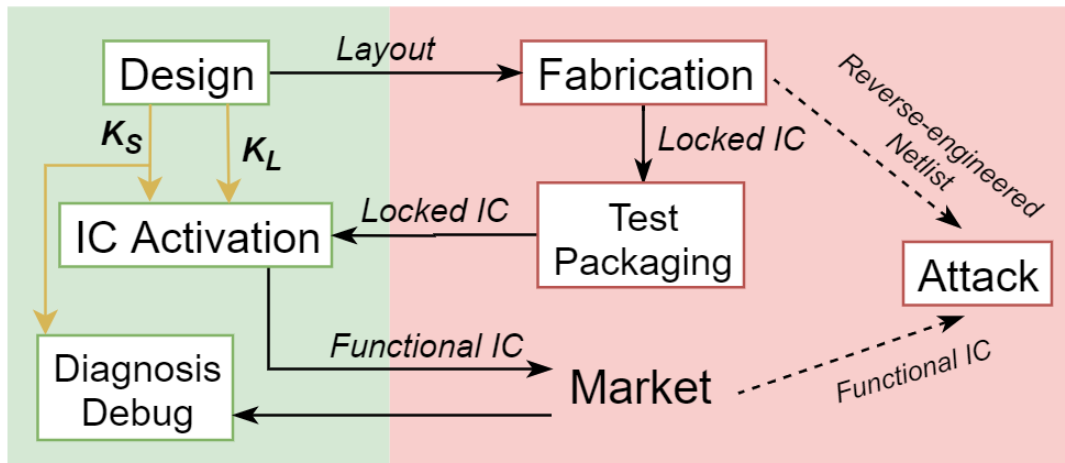 Design
Layout
Fabrication
Reverse-engineered
Netlist
K_S
K_L
Locked IC
IC Activation
Locked IC
Test
Packaging
Attack
Diagnosis
Debug
Functional IC
Market
Functional IC